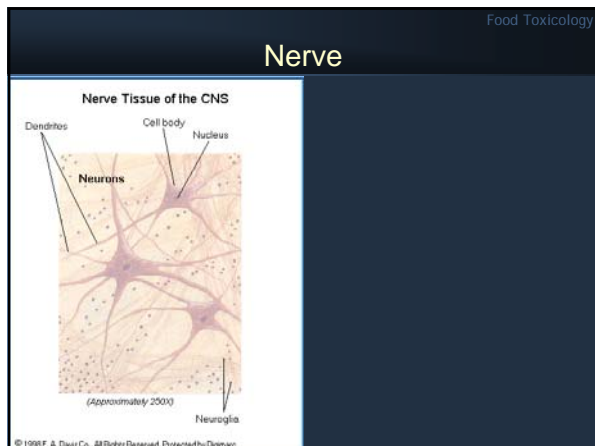 Food Toxicology
Nerve
Nerve Tissue of the CNS
Dendrites
Cell body
Nucleus
Neurons
(Approximately 250X)
Neuroglia
© 1998 F. A. Davis Co. All Rights Reserved. Protected by Digimarc.